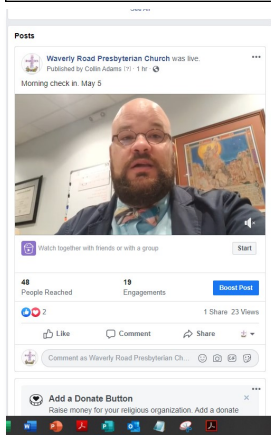 See All
Posts
Waverly Road Presbyterian Church was live.
Published by Collin Adams [?] · 1 hr ·
Morning check in. May 5
Watch together with friends or with a group
Start
48
People Reached
19
Engagements
Boost Post
2
1 Share 23 Views
Like
Comment
Share
Comment as Waverly Road Presbyterian Ch...
Add a Donate Button
Raise money for your religious organization. Add a donate